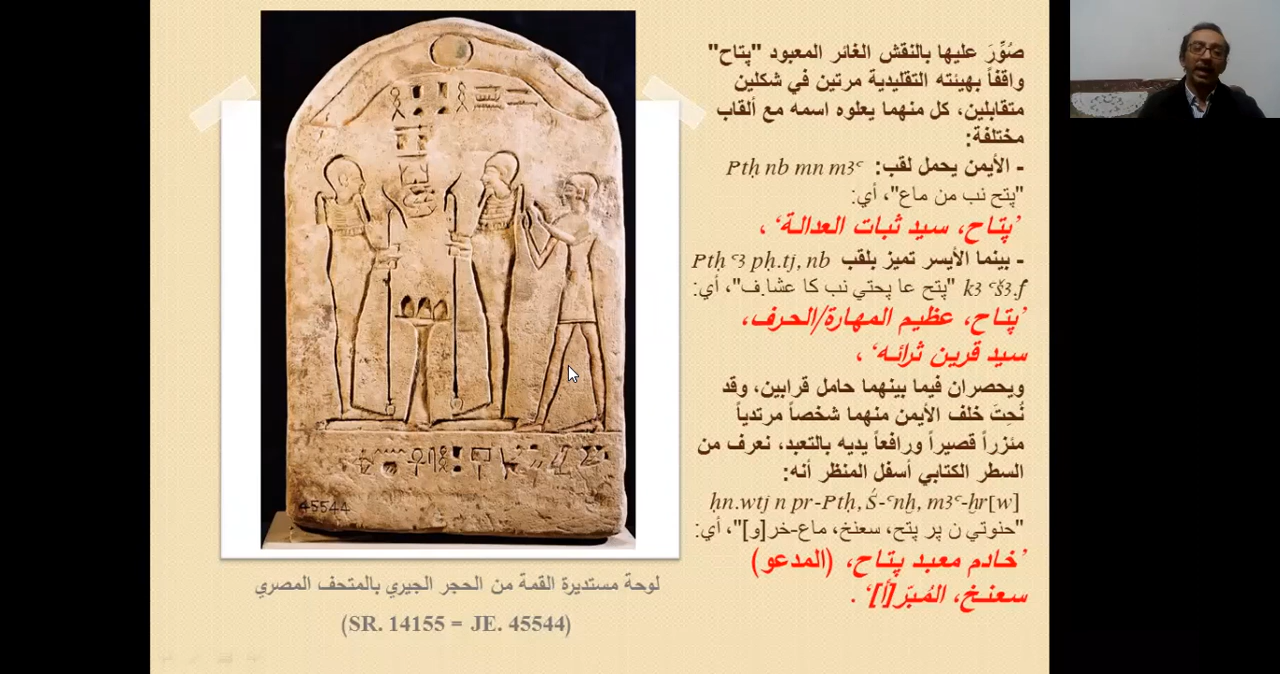 صُوِّرَ عليها بالنقش الغائر المعبود "پتاح"
واقفاً بهيئته التقليدية مرتين في شكلين
متقابلين، كل منهما يعلوه اسمه مع ألقاب
مختلفة:
- الأيمن يحمل لقب: Ptḥ nb mn mꜣꜥ
"پتح نب من ماع"، أي:
’پتاح، سيد ثبات العدالة‘،
- بينما الأيسر تميز بلقب Ptḥ ꜥꜣ pḥ.tj, nb
kꜣ ꜥšꜣ.f "پتح عا پحتي نب كا عشا.ف"، أي:
’پتاح، عظيم المهارة/الحرف،
سيد قرين ثرائه‘،
ويحصران فيما بينهما حامل قرابين، وقد
نُحِتَ خلف الأيمن منهما شخصاً مرتدياً
مئزراً قصيراً ورافعاً يديه بالتعبد، نعرف من
السطر الكتابي أسفل المنظر أنه:
ḥn.wtj n pr-Ptḥ, Ś-ꜥnḫ, mꜣꜥ-ḫr[w]
"حنوتي ن پر پتح، سعنخ، ماع-خر[و]"، أي:
’خادم معبد پتاح، (المدعو)
سعنخ، المُبرّ[أ]‘.
45544
لوحة مستديرة القمة من الحجر الجيري بالمتحف المصري
(SR. 14155 = JE. 45544)